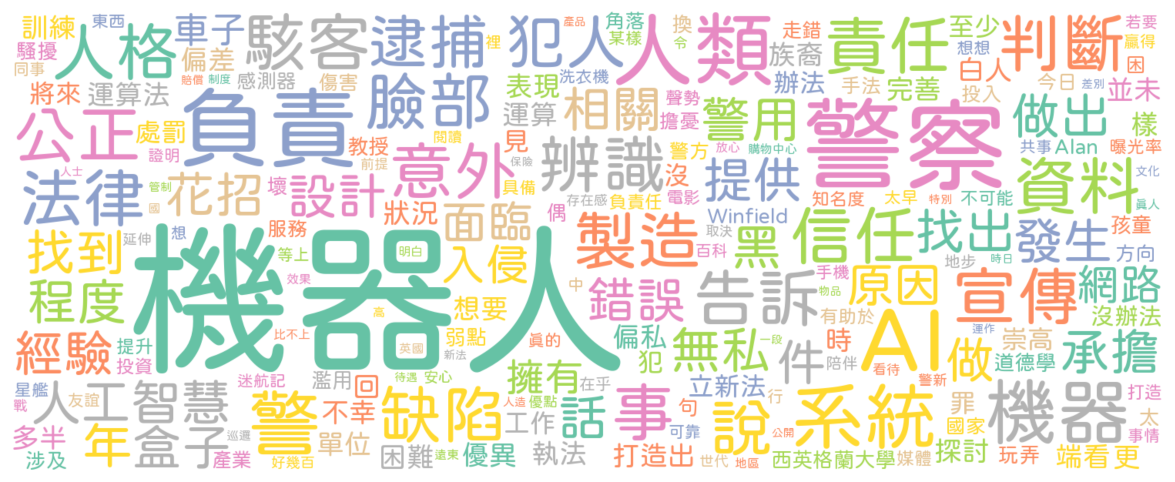 訓練 東西 車子 駭客 逮捕 犯人 產品 角落 某樣 裡 換 令 走錯 族裔 責任 至少 想想 判斷 若要 贏得 困
騷擾 同事 人格 偏差 賠償 制度 感測器 傷害 人類 洗衣機 表現 辦法 手法 白人 完善 今日 投入 差別 並未
將來 運算法 負責 臉部 運算 相關 聲勢 擔憂 警用 警察 做出 樣
公正 處罰 證明 教授 閱讀 前提 意外 見 辨識 警方 沒 放心 購物中心 共事 Alan 曝光率
人士 管制 國 法律 花招 壞 設計 狀況 保險 具備 存在感 負責任 電影 提供 知名度 太早 特別 不可能 資料 文化 眞人
延伸 想 服務 面臨 偶 製造 Winfield 取決 黑 信任 找出 地步 發生 孩童 方向 時日
找到 等上 效果 機器人 明白 入侵 中 百科 手機 物品 原因 宣傳 網路
程度 比不上 高 想要 錯誤 告訴 一段 有助於 AI 運作 沒辦法
經驗 提升 投資 英國 新法 弱點 眞的 偏私 犯 無私 件 時 陪伴 做 崇高 道德學 承擔
星艦 迷航記 濫用 回 待遇 安心 擁有 在乎 立新法 看待 警新
人工智慧 戰 友誼 年 盒子 警 不幸 缺陷 人造 優點 話 事 句 說 行 系統 罪 國家 機器 打造 太
多半 巡邏 單位 工作 可靠 公開 事情
涉及 產業 好幾百 困難 遠東 優異 執法 打造出 世代 地區 西英格蘭大學 媒體 探討 玩弄 端看更